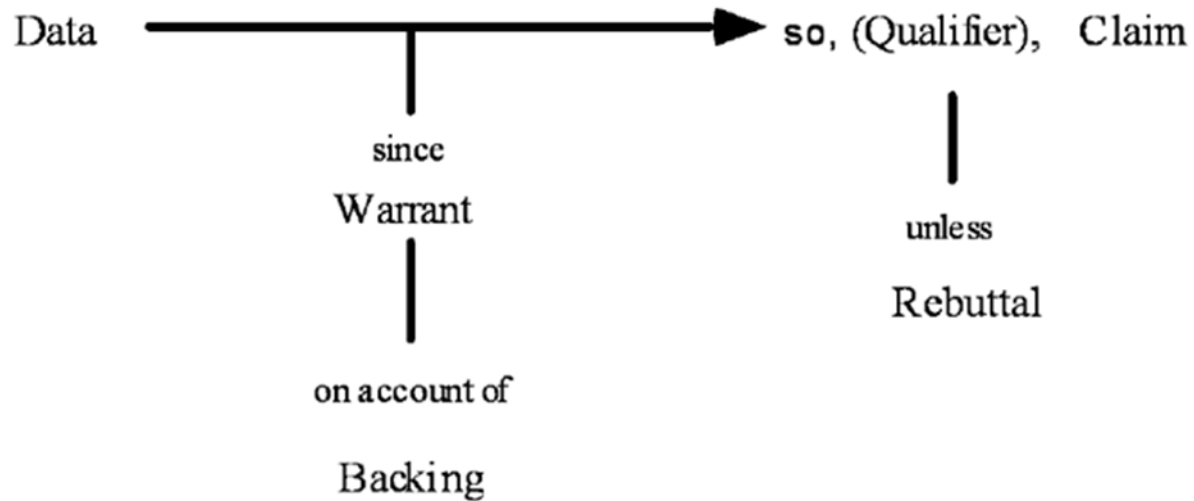 Data so, (Qualifier), Claim
since
Warrant
unless
Rebuttal
on account of
Backing